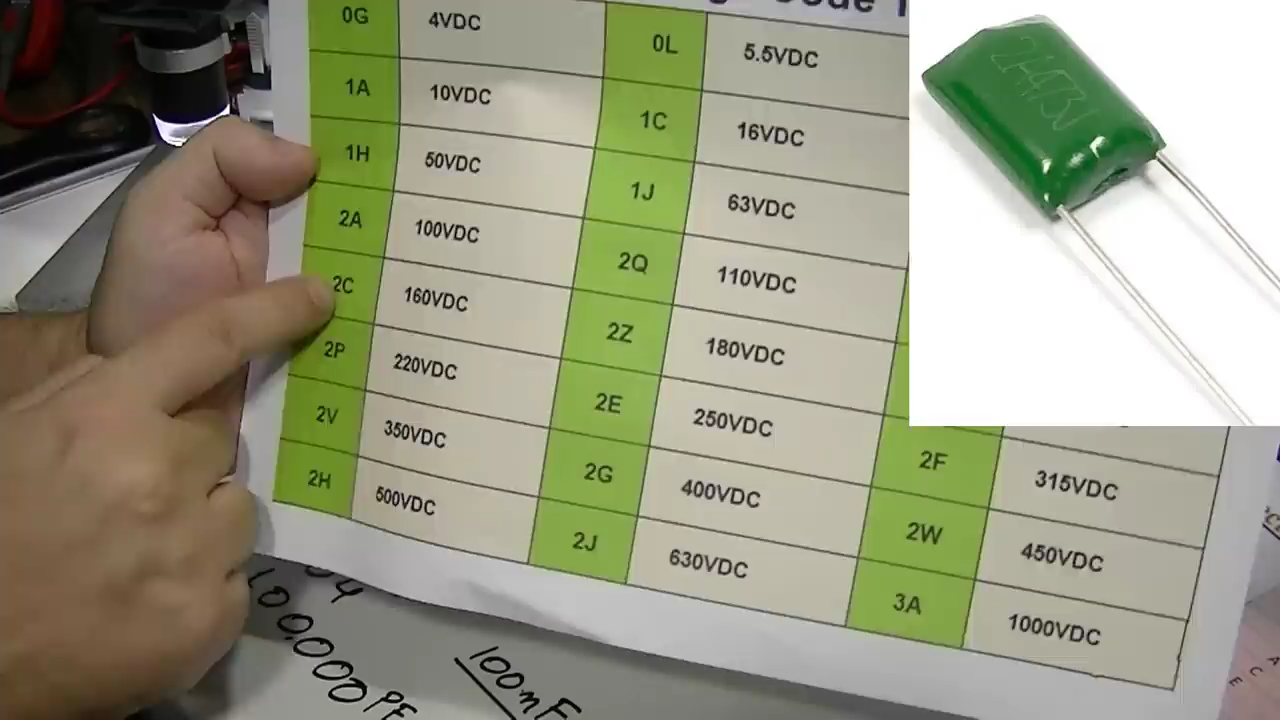 ode
0G 4VDC 0L 5.5VDC
1A 10VDC 1C 16VDC
1H 50VDC 1J 63VDC
2A 100VDC 2Q 110VDC
2C 160VDC 2Z 180VDC
2P 220VDC 2E 250VDC 2F 315VDC
2V 350VDC 2G 400VDC 2W 450VDC
2H 500VDC 2J 630VDC 3A 1000VDC
100,000PF
100nF